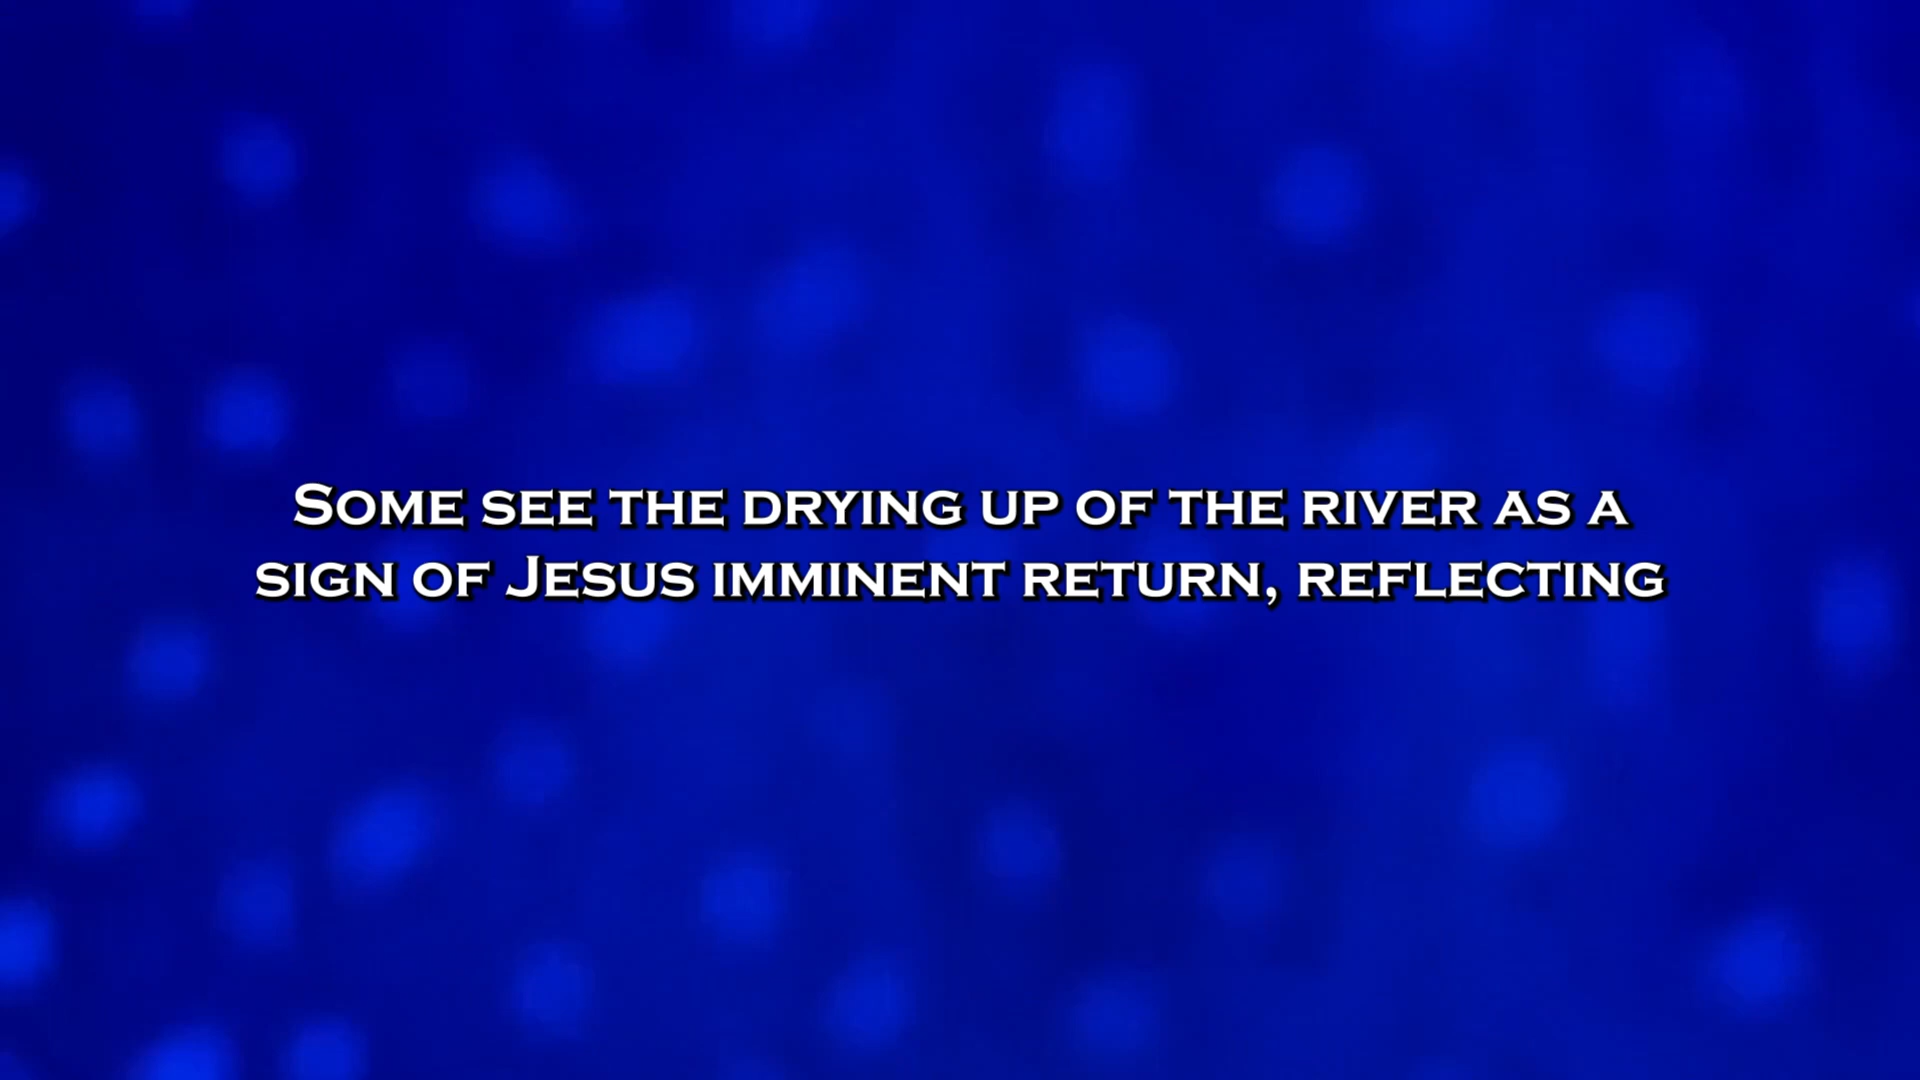 Some see the drying up of the river as a
sign of Jesus imminent return, reflecting